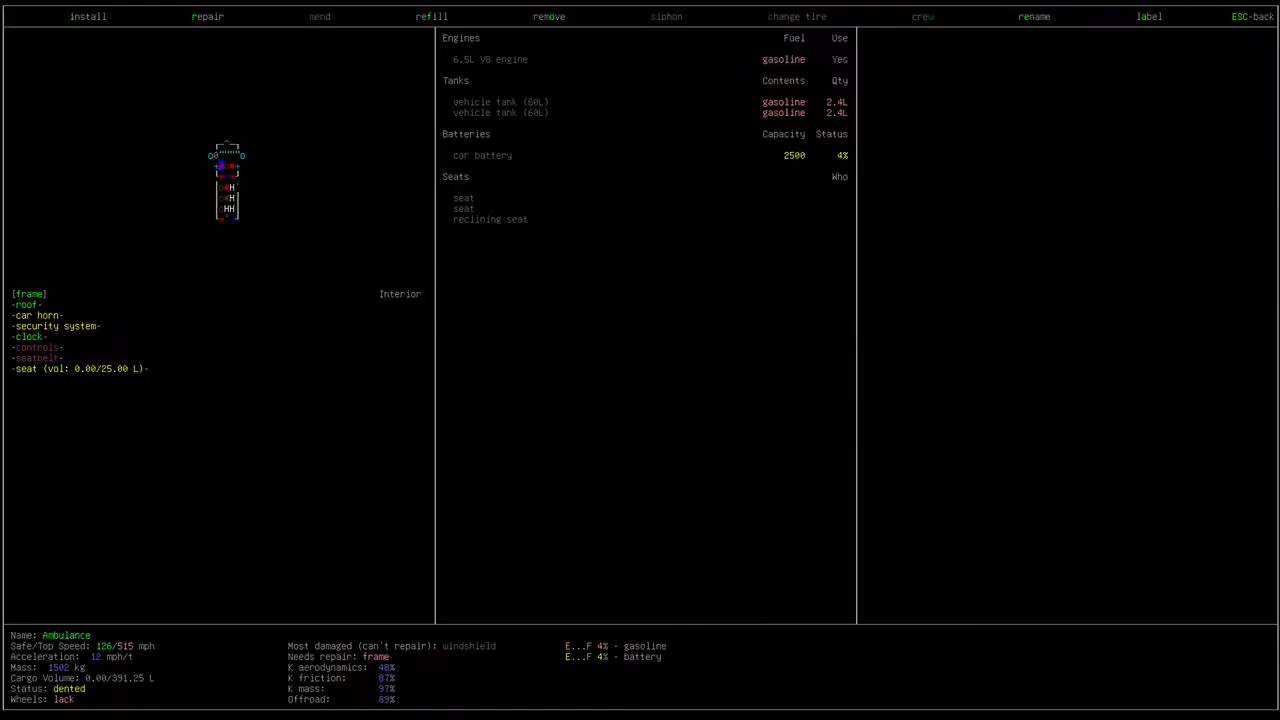 install repair mend refill remove siphon change tire crew rename label ESC-back
Engines Fuel Use
6.5L V8 engine gasoline Yes
Tanks Contents Qty
vehicle tank (60L) gasoline 2.4L
vehicle tank (60L) gasoline 2.4L
Batteries Capacity Status
car battery 2500 4%
Seats Who
seat
seat
reclining seat
[frame] Interior
-roof-
-car horn-
-security system-
-clock-
-controls-
-seatbelt-
-seat (vol: 0.00/25.00 L)-
Name: Ambulance
Safe/Top Speed: 126/515 mph
Acceleration: 12 mph/t
Mass: 1502 kg
Cargo Volume: 0.00/391.25 L
Status: dented
Wheels: lack
Most damaged (can't repair): windshield
Needs repair: frame
K aerodynamics: 48%
K friction: 87%
K mass: 97%
Offroad: 89%
E...F 4% - gasoline
E...F 4% - battery